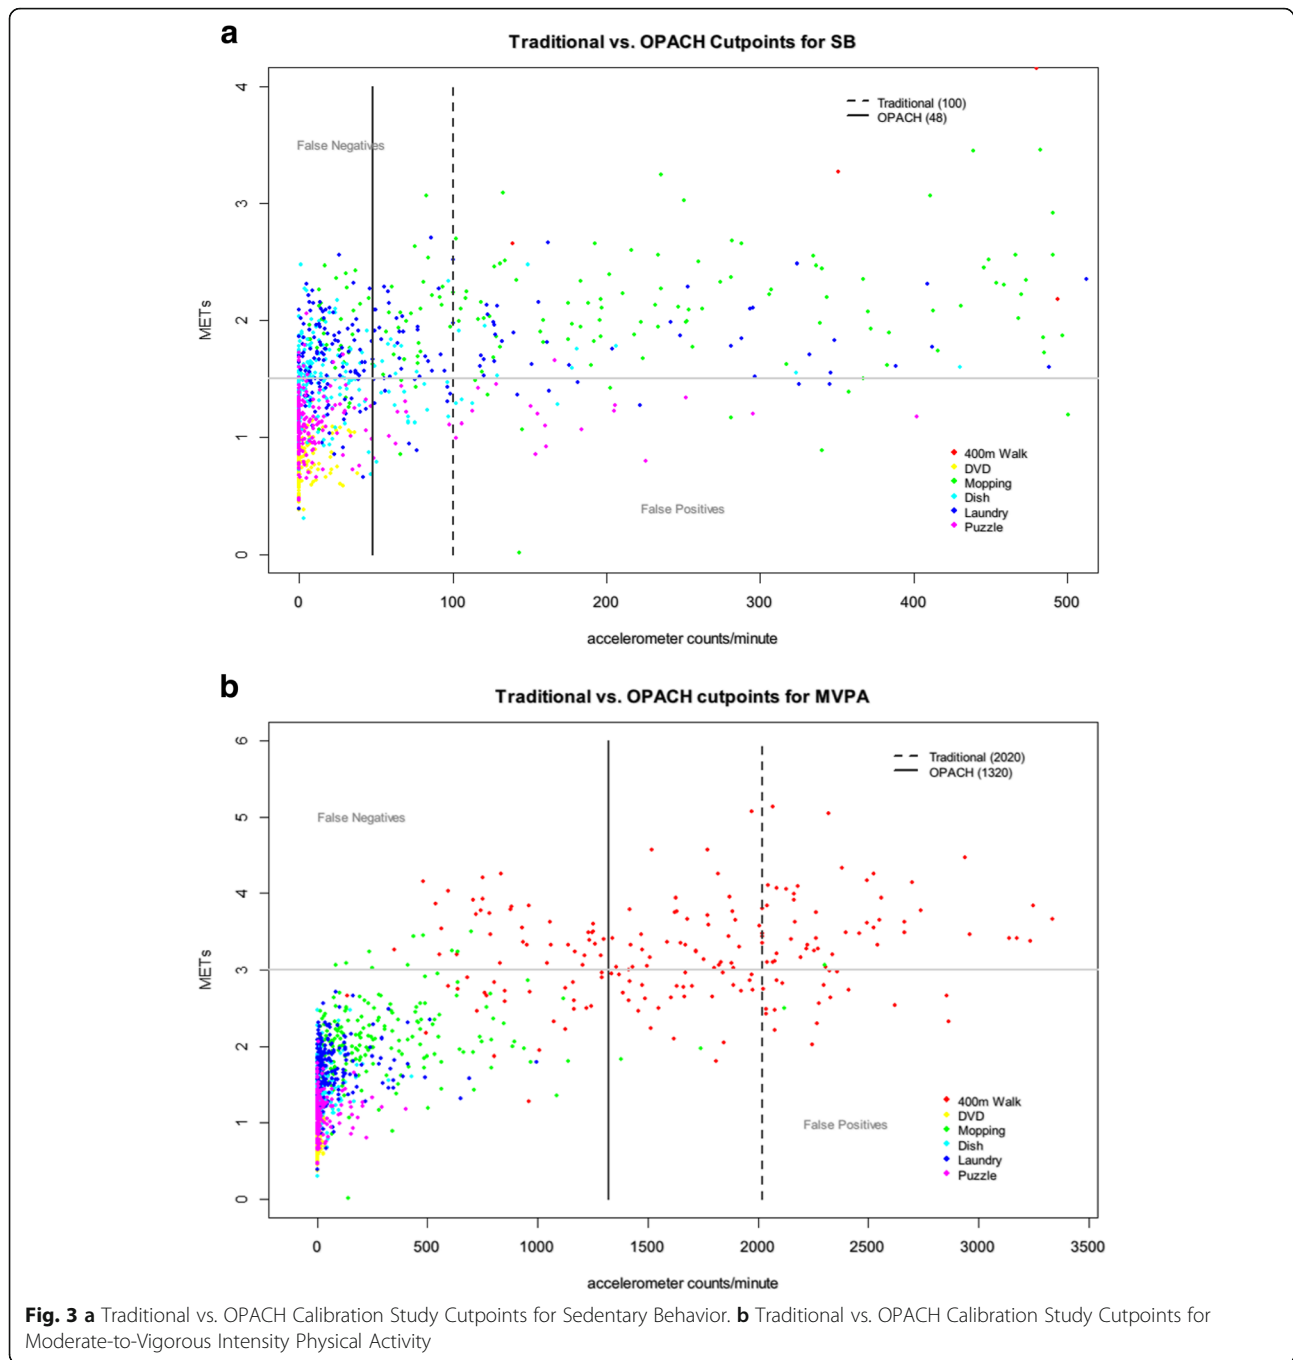 a
Traditional vs. OPACH Cutpoints for SB
4
3
2
1
0
METs
False Negatives
Traditional (100)
OPACH (48)
400m Walk
DVD
Mopping
Dish
Laundry
Puzzle
False Positives
0 100 200 300 400 500
accelerometer counts/minute
b
Traditional vs. OPACH cutpoints for MVPA
6
5
4
3
2
1
0
METs
False Negatives
Traditional (2020)
OPACH (1320)
400m Walk
DVD
Mopping
Dish
Laundry
Puzzle
False Positives
0 500 1000 1500 2000 2500 3000 3500
accelerometer counts/minute
Fig. 3 a Traditional vs. OPACH Calibration Study Cutpoints for Sedentary Behavior. b Traditional vs. OPACH Calibration Study Cutpoints for
Moderate-to-Vigorous Intensity Physical Activity